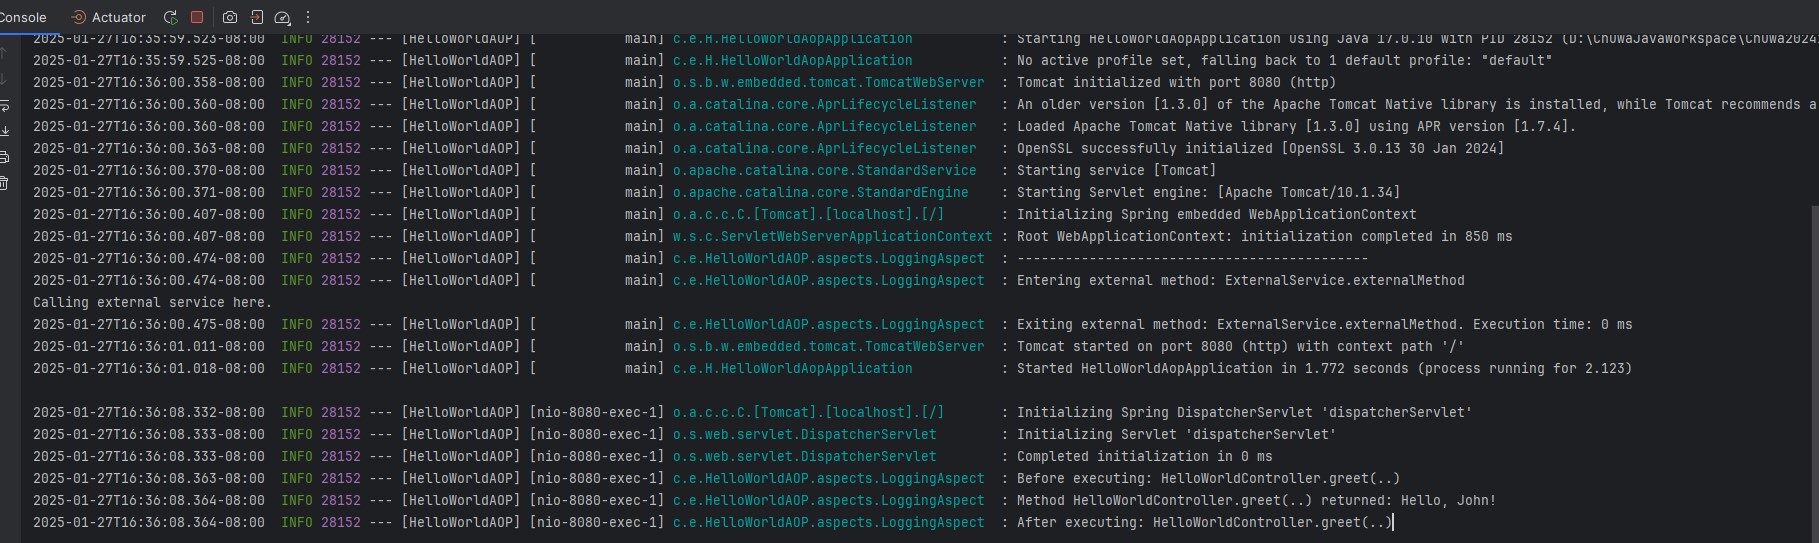 Console Actuator
2025-01-27T16:35:59.523-08:00 INFO 28152 --- [HelloWorldAOP] [ main] c.e.H.HelloWorldAopApplication : Starting HelloWorldAopApplication using Java 17.0.10 with PID 28152 (D:\ChuwaJavaWorkspace\Chuwa2024
2025-01-27T16:35:59.525-08:00 INFO 28152 --- [HelloWorldAOP] [ main] c.e.H.HelloWorldAopApplication : No active profile set, falling back to 1 default profile: "default"
2025-01-27T16:36:00.358-08:00 INFO 28152 --- [HelloWorldAOP] [ main] o.s.b.w.embedded.tomcat.TomcatWebServer : Tomcat initialized with port 8080 (http)
2025-01-27T16:36:00.360-08:00 INFO 28152 --- [HelloWorldAOP] [ main] o.a.catalina.core.AprLifecycleListener : An older version [1.3.0] of the Apache Tomcat Native library is installed, while Tomcat recommends a
2025-01-27T16:36:00.360-08:00 INFO 28152 --- [HelloWorldAOP] [ main] o.a.catalina.core.AprLifecycleListener : Loaded Apache Tomcat Native library [1.3.0] using APR version [1.7.4].
2025-01-27T16:36:00.363-08:00 INFO 28152 --- [HelloWorldAOP] [ main] o.a.catalina.core.AprLifecycleListener : OpenSSL successfully initialized [OpenSSL 3.0.13 30 Jan 2024]
2025-01-27T16:36:00.370-08:00 INFO 28152 --- [HelloWorldAOP] [ main] o.apache.catalina.core.StandardService : Starting service [Tomcat]
2025-01-27T16:36:00.371-08:00 INFO 28152 --- [HelloWorldAOP] [ main] o.apache.catalina.core.StandardEngine : Starting Servlet engine: [Apache Tomcat/10.1.34]
2025-01-27T16:36:00.407-08:00 INFO 28152 --- [HelloWorldAOP] [ main] o.a.c.c.C.[Tomcat].[localhost].[/] : Initializing Spring embedded WebApplicationContext
2025-01-27T16:36:00.407-08:00 INFO 28152 --- [HelloWorldAOP] [ main] w.s.c.ServletWebServerApplicationContext : Root WebApplicationContext: initialization completed in 850 ms
2025-01-27T16:36:00.474-08:00 INFO 28152 --- [HelloWorldAOP] [ main] c.e.HelloWorldAOP.aspects.LoggingAspect : --------------------------------------------
2025-01-27T16:36:00.474-08:00 INFO 28152 --- [HelloWorldAOP] [ main] c.e.HelloWorldAOP.aspects.LoggingAspect : Entering external method: ExternalService.externalMethod
Calling external service here.
2025-01-27T16:36:00.475-08:00 INFO 28152 --- [HelloWorldAOP] [ main] c.e.HelloWorldAOP.aspects.LoggingAspect : Exiting external method: ExternalService.externalMethod. Execution time: 0 ms
2025-01-27T16:36:01.011-08:00 INFO 28152 --- [HelloWorldAOP] [ main] o.s.b.w.embedded.tomcat.TomcatWebServer : Tomcat started on port 8080 (http) with context path '/'
2025-01-27T16:36:01.018-08:00 INFO 28152 --- [HelloWorldAOP] [ main] c.e.H.HelloWorldAopApplication : Started HelloWorldAopApplication in 1.772 seconds (process running for 2.123)
2025-01-27T16:36:08.332-08:00 INFO 28152 --- [HelloWorldAOP] [nio-8080-exec-1] o.a.c.c.C.[Tomcat].[localhost].[/] : Initializing Spring DispatcherServlet 'dispatcherServlet'
2025-01-27T16:36:08.333-08:00 INFO 28152 --- [HelloWorldAOP] [nio-8080-exec-1] o.s.web.servlet.DispatcherServlet : Initializing Servlet 'dispatcherServlet'
2025-01-27T16:36:08.333-08:00 INFO 28152 --- [HelloWorldAOP] [nio-8080-exec-1] o.s.web.servlet.DispatcherServlet : Completed initialization in 0 ms
2025-01-27T16:36:08.363-08:00 INFO 28152 --- [HelloWorldAOP] [nio-8080-exec-1] c.e.HelloWorldAOP.aspects.LoggingAspect : Before executing: HelloWorldController.greet(..)
2025-01-27T16:36:08.364-08:00 INFO 28152 --- [HelloWorldAOP] [nio-8080-exec-1] c.e.HelloWorldAOP.aspects.LoggingAspect : Method HelloWorldController.greet(..) returned: Hello, John!
2025-01-27T16:36:08.364-08:00 INFO 28152 --- [HelloWorldAOP] [nio-8080-exec-1] c.e.HelloWorldAOP.aspects.LoggingAspect : After executing: HelloWorldController.greet(..)